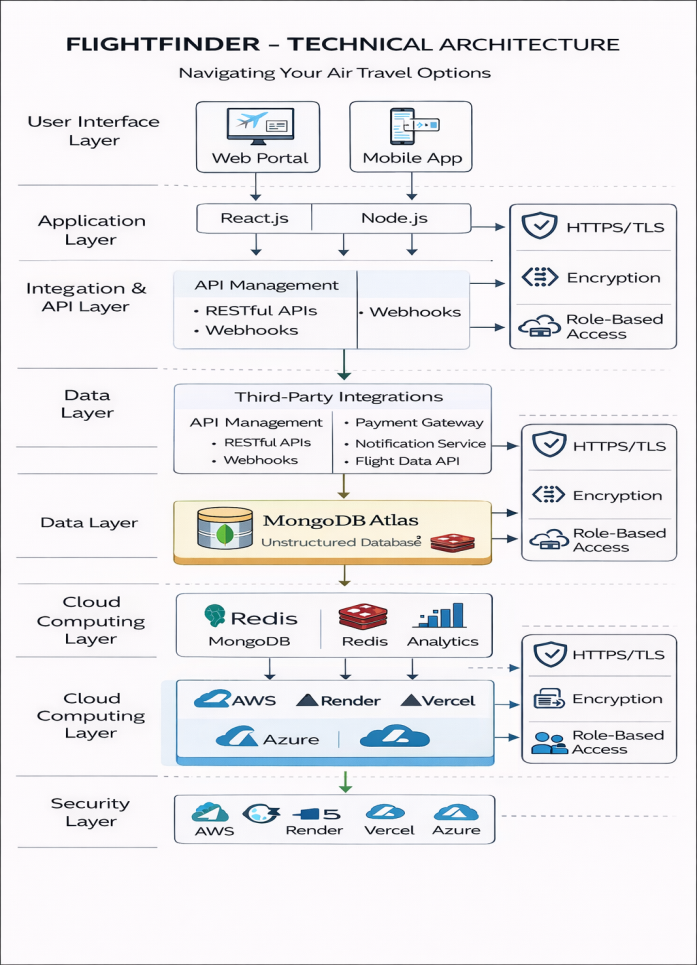 FLIGHTFINDER – TECHNICAL ARCHITECTURE
Navigating Your Air Travel Options
User Interface
Layer
Web Portal
Mobile App
Application
Layer
React.js
Node.js
HTTPS/TLS
Encryption
Role-Based
Access
Integation &
API Layer
API Management
• RESTful APIs
• Webhooks
• Webhooks
Data
Layer
Third-Party Integrations
API Management
• RESTful APIs
• Webhooks
• Payment Gateway
• Notification Service
• Flight Data API
HTTPS/TLS
Encryption
Role-Based
Access
Data Layer
MongoDB Atlas
Unstructured Database
Cloud
Computing
Layer
Redis
MongoDB
Redis
Analytics
HTTPS/TLS
Encryption
Role-Based
Access
Cloud
Computing
Layer
AWS
Render
Vercel
Azure
Security
Layer
AWS
5
Render
Vercel
Azure